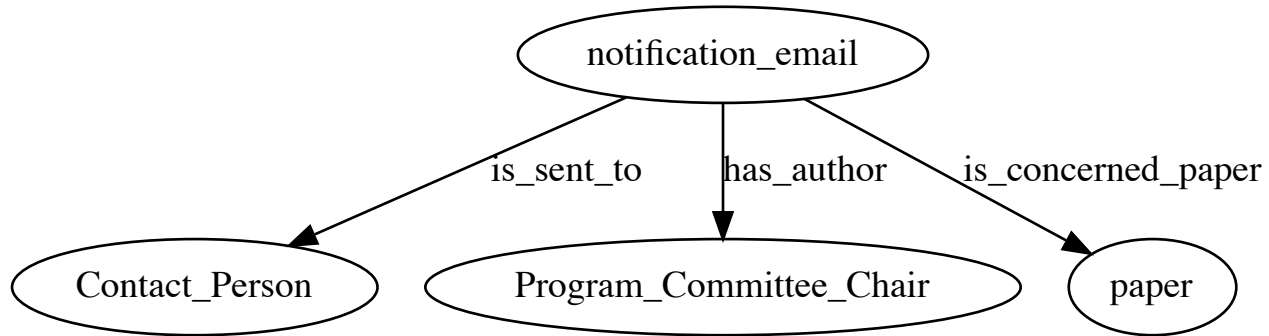 notification_email
is_sent_to
has_author
is_concerned_paper
Contact_Person
Program_Committee_Chair
paper